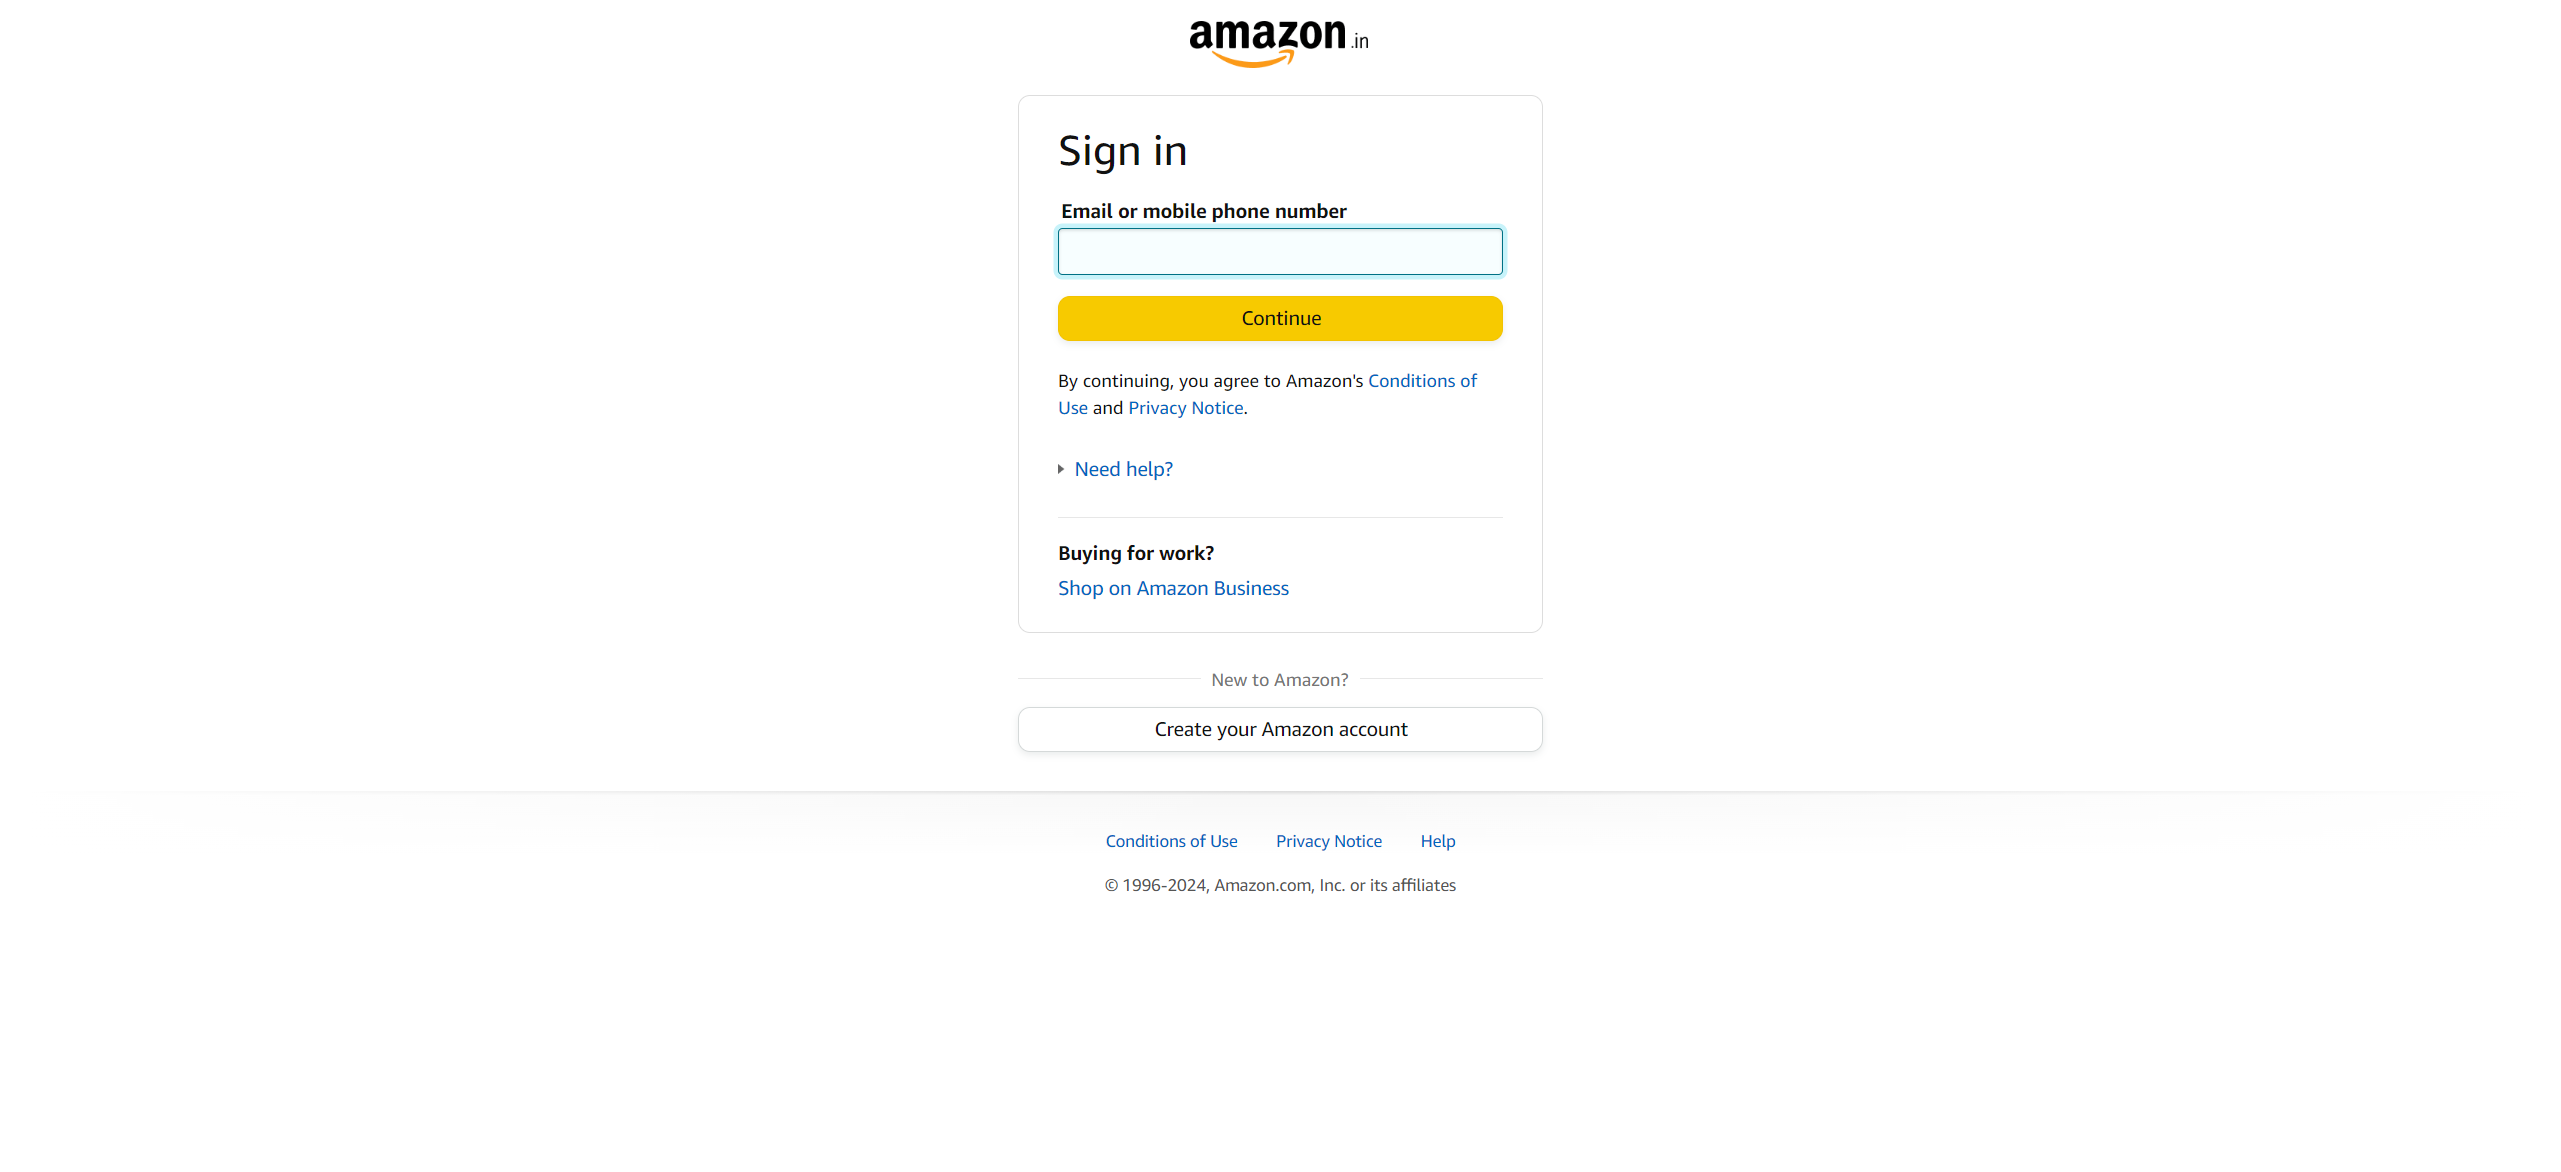 amazon.in
Sign in
Email or mobile phone number
Continue
By continuing, you agree to Amazon's Conditions of
Use and Privacy Notice.
Need help?
Buying for work?
Shop on Amazon Business
New to Amazon?
Create your Amazon account
Conditions of Use Privacy Notice Help
© 1996-2024, Amazon.com, Inc. or its affiliates